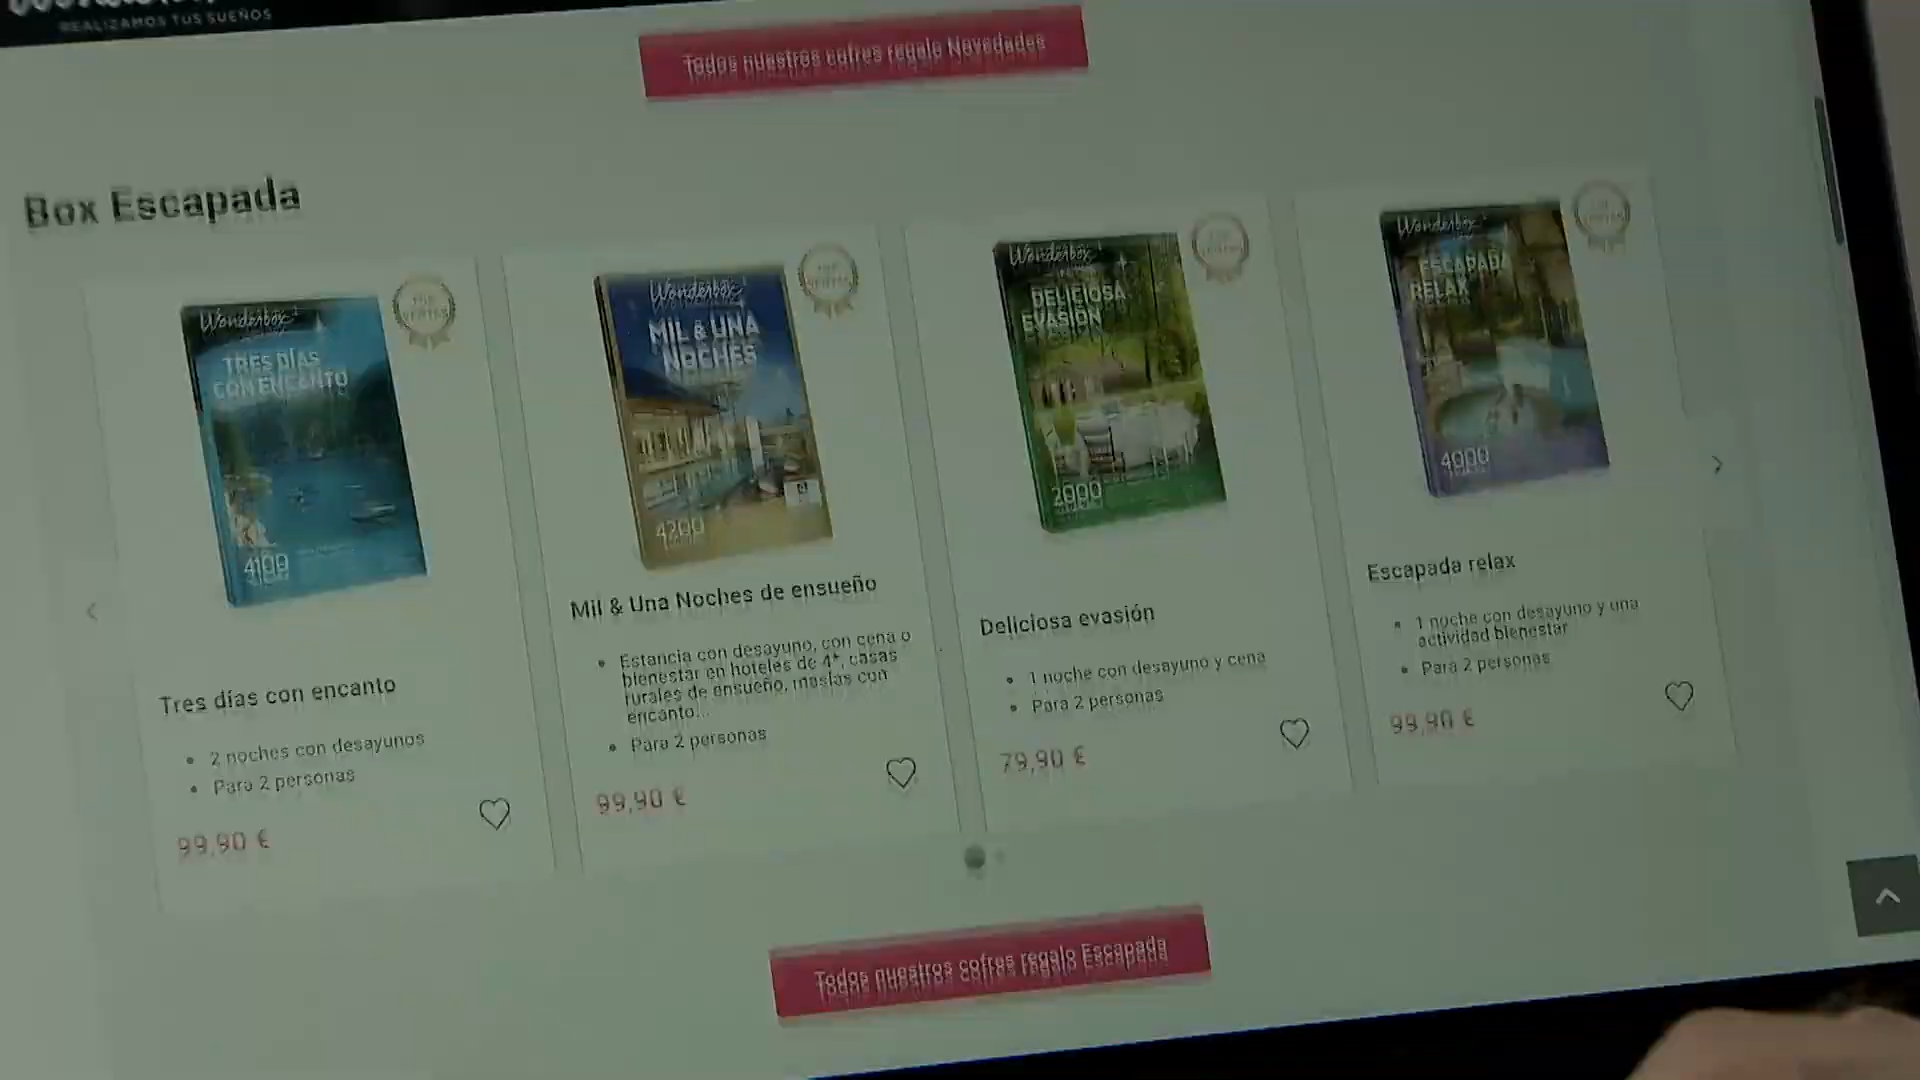 REALIZAMOS TUS SUEÑOS
Todos nuestros cofres regalo Novedades
Box Escapada
Wonderbox
TRES DÍAS
CON ENCANTO
4100
TOP
VENTAS
Tres días con encanto
2 noches con desayunos
Para 2 personas
99,90 €
Wonderbox
MIL & UNA
NOCHES
4200
Mil & Una Noches de ensueño
Estancia con desayuno, con cena o
bienestar en hoteles de 4*, casas
rurales de ensueño, masías con
encanto...
Para 2 personas
99,90 €
Wonderbox
DELICIOSA
EVASIÓN
2000
Deliciosa evasión
1 noche con desayuno y cena
Para 2 personas
79,90 €
Wonderbox
ESCAPADA
RELAX
4000
Escapada relax
1 noche con desayuno y una
actividad bienestar
Para 2 personas
99,90 €
Todos nuestros cofres regalo Escapada